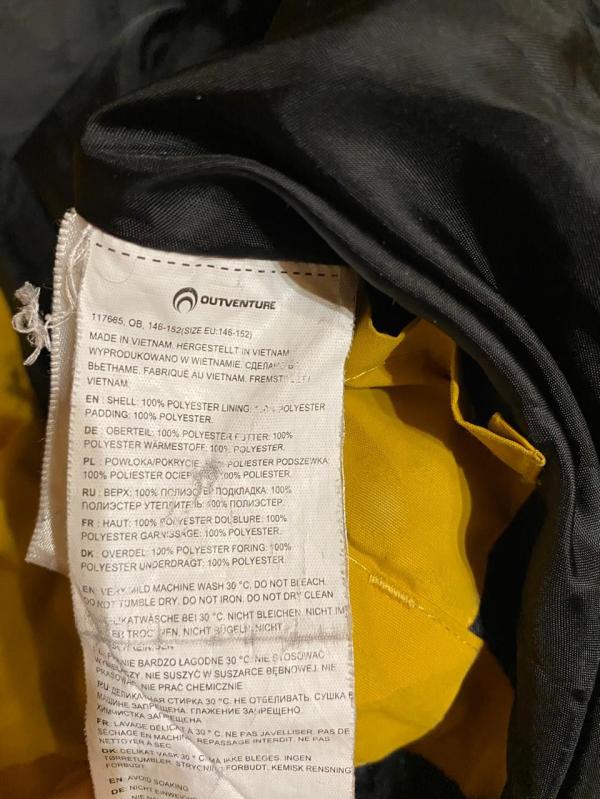 OUTVENTURE
117665, OB, 146-152(SIZE EU:146-152)
MADE IN VIETNAM. HERGESTELLT IN VIETNAM
WYPRODUKOWANO W WIETNAMIE.
ВЬЕТНАМЕ. FABRIQUÉ AU VIETNAM.
VIETNAM
EN : SHELL: 100% POLYESTER LINING: POLYESTER
PADDING: 100% POLYESTER.
DE : OBERTEIL: 100% POLYESTER FUTTER: 100%
POLYESTER WÄRMESTOFF: 100% POLYESTER.
PL : POWŁOKA/POKRYCIE: POLIESTER PODSZEWKA:
100% POLIESTER 100% POLIESTER.
RU : ВЕРХ: 100% ПОЛИЭСТЕР ПОДКЛАДКА: 100%
ПОЛИЭСТЕР УТЕПЛИТЕЛЬ: 100% ПОЛИЭСТЕР.
FR : HAUT: 100% POLYESTER DOUBLURE: 100%
POLYESTER GARNISSAGE: 100% POLYESTER.
DK : OVERDEL: 100% POLYESTER FORING: 100%
POLYESTER UNDERDRAGT: 100% POLYESTER.
EN: VERY MILD MACHINE WASH 30 °C. DO NOT BLEACH.
DO NOT TUMBLE DRY. DO NOT IRON. DO NOT DRY CLEAN
BEI 30 °C. NICHT BLEICHEN. NICHT IM
NICHT BÜGELN. NICHT
BARDZO ŁAGODNE 30 °C. NIE STOSOWAĆ
NIE SUSZYĆ W SUSZARCE BĘBNOWEJ. NIE
PRASOWAĆ. NIE PRAĆ CHEMICZNIE
RU: ДЕЛИКАТНАЯ СТИРКА 30 °C. НЕ ОТБЕЛИВАТЬ. СУШКА В
МАШИНЕ ЗАПРЕЩЕНА. ГЛАЖЕНИЕ ЗАПРЕЩЕНО.
ХИМЧИСТКА ЗАПРЕЩЕНА
FR: LAVAGE DÉLICAT À 30 °C. NE PAS JAVELLISER. PAS DE
SÉCHAGE EN MACHINE. REPASSAGE INTERDIT. NE PAS
NETTOYER À SEC.
DK: DELIKAT VASK 30 °C. MÅ IKKE BLEGES. INGEN
TØRRETUMBLER. STRYGNING FORBUDT. KEMISK RENSNING
FORBUDT
EN: AVOID SOAKING
DE: NICHT EINWEICHEN